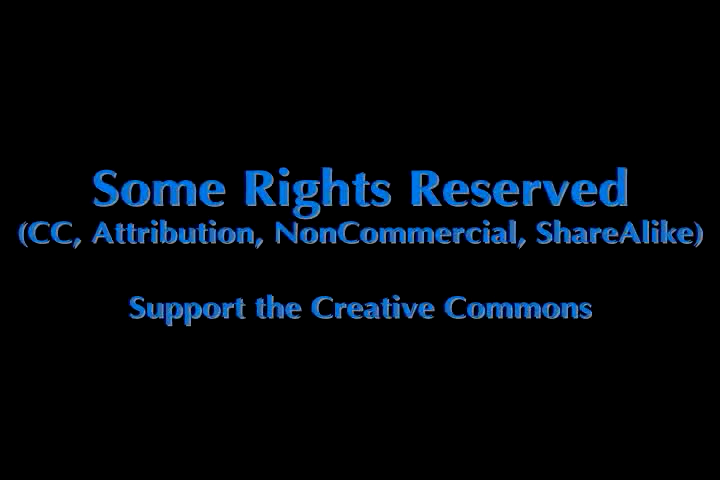 Some Rights Reserved
(CC, Attribution, NonCommercial, ShareAlike)
Support the Creative Commons